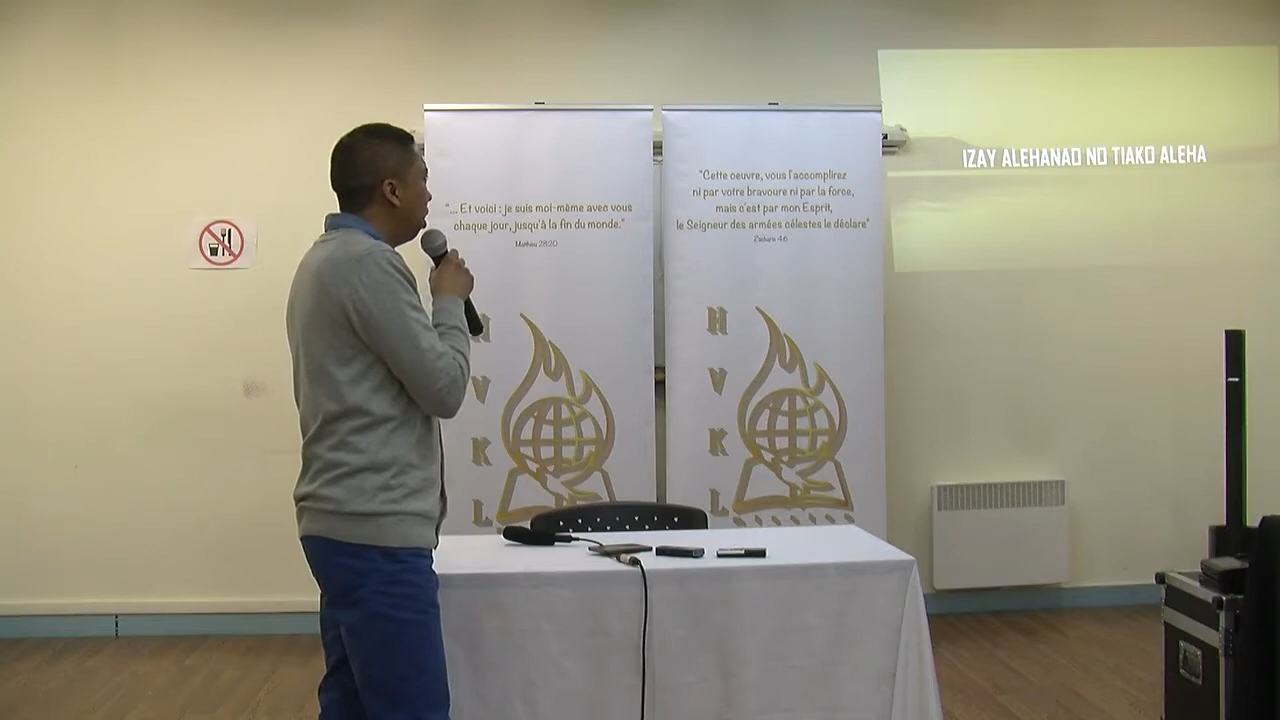 "... Et voici : je suis moi-même avec vous
chaque jour, jusqu'à la fin du monde."
Matthieu 28:20
H
V
K
L
"Cette oeuvre, vous l'accomplirez
ni par votre bravoure ni par la force,
mais c'est par mon Esprit,
le Seigneur des armées célestes le déclare"
Zacharie 4:6
H
V
K
L
IZAY ALEHANAO NO TIAKO ALEHA